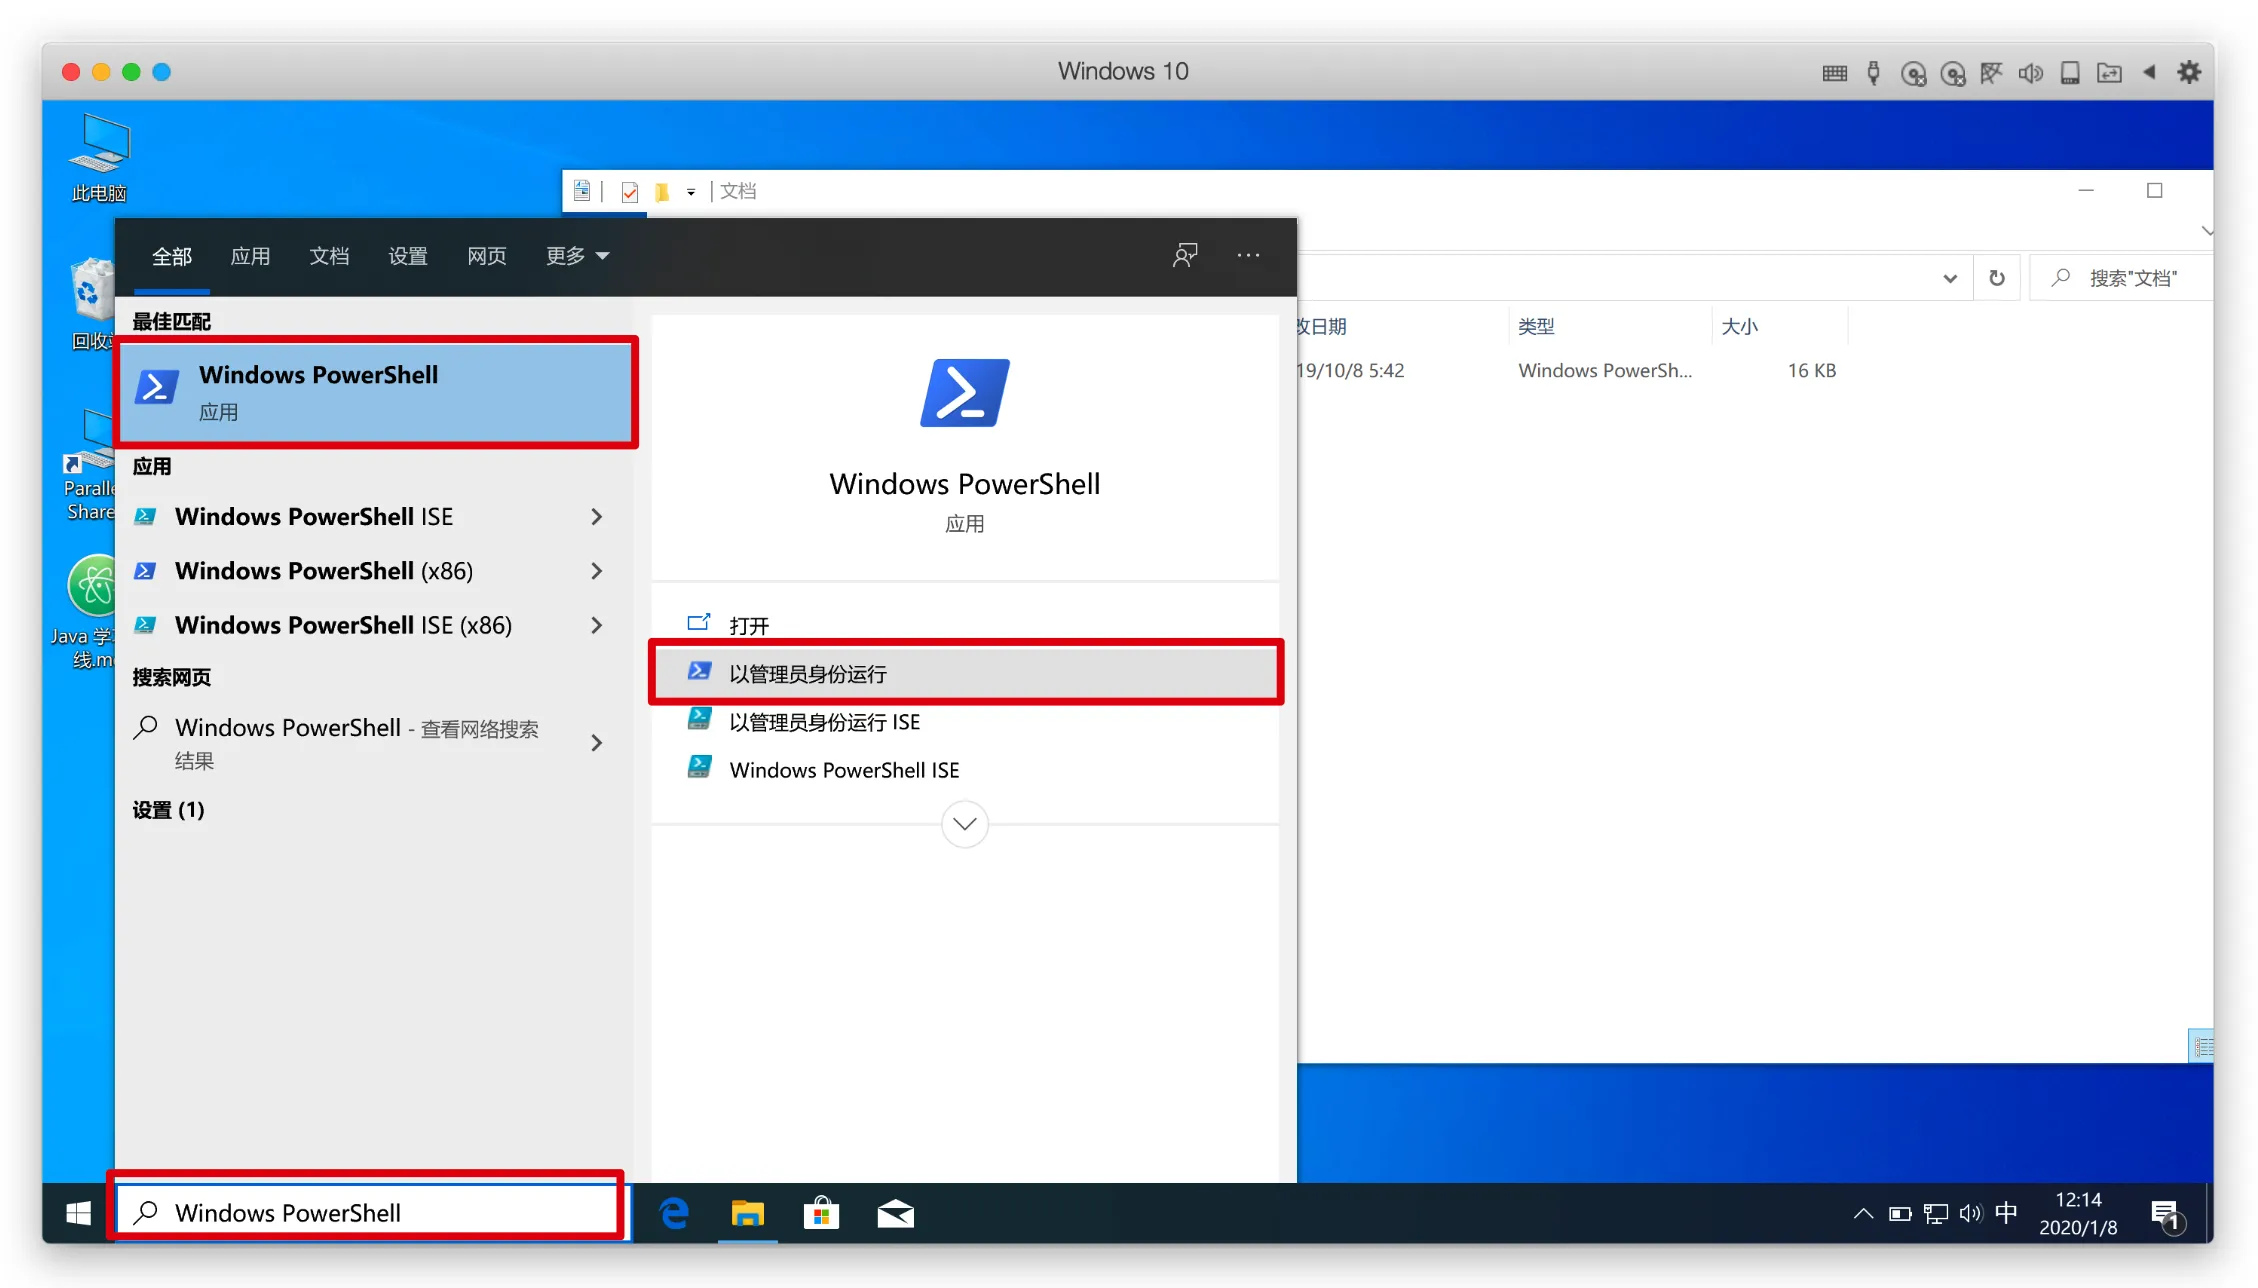 Windows 10
此电脑
文档
全部 应用 文档 设置 网页 更多
搜索"文档"
最佳匹配
日期 类型 大小
回收
Windows PowerShell
应用
19/10/8 5:42 Windows PowerSh... 16 KB
Windows PowerShell
应用
应用
Paralle
Share
Windows PowerShell ISE
Windows PowerShell (x86)
Windows PowerShell ISE (x86)
Java 学
线.m
打开
以管理员身份运行
以管理员身份运行 ISE
Windows PowerShell ISE
搜索网页
Windows PowerShell - 查看网络搜索
结果
设置 (1)
Windows PowerShell
中
12:14
2020/1/8
1